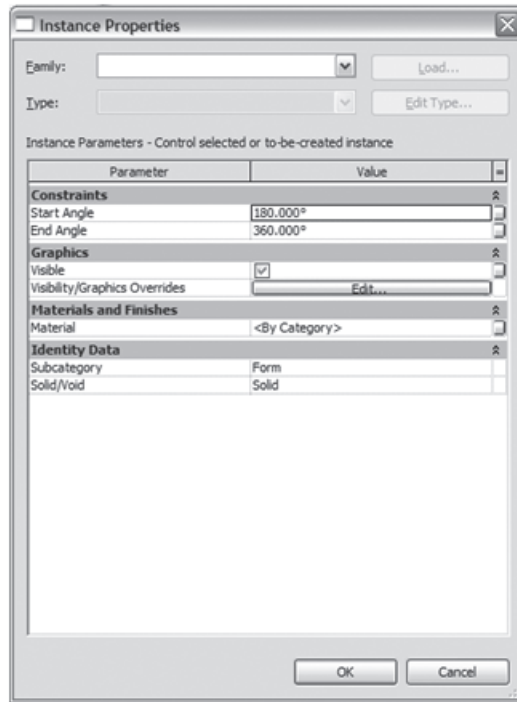 Instance Properties
Family:
Load...
Type:
Edit Type...
Instance Parameters - Control selected or to-be-created instance
Parameter Value =
Constraints
Start Angle 180.000°
End Angle 360.000°
Graphics
Visible
Visibility/Graphics Overrides Edit...
Materials and Finishes
Material <By Category>
Identity Data
Subcategory Form
Solid/Void Solid
OK Cancel